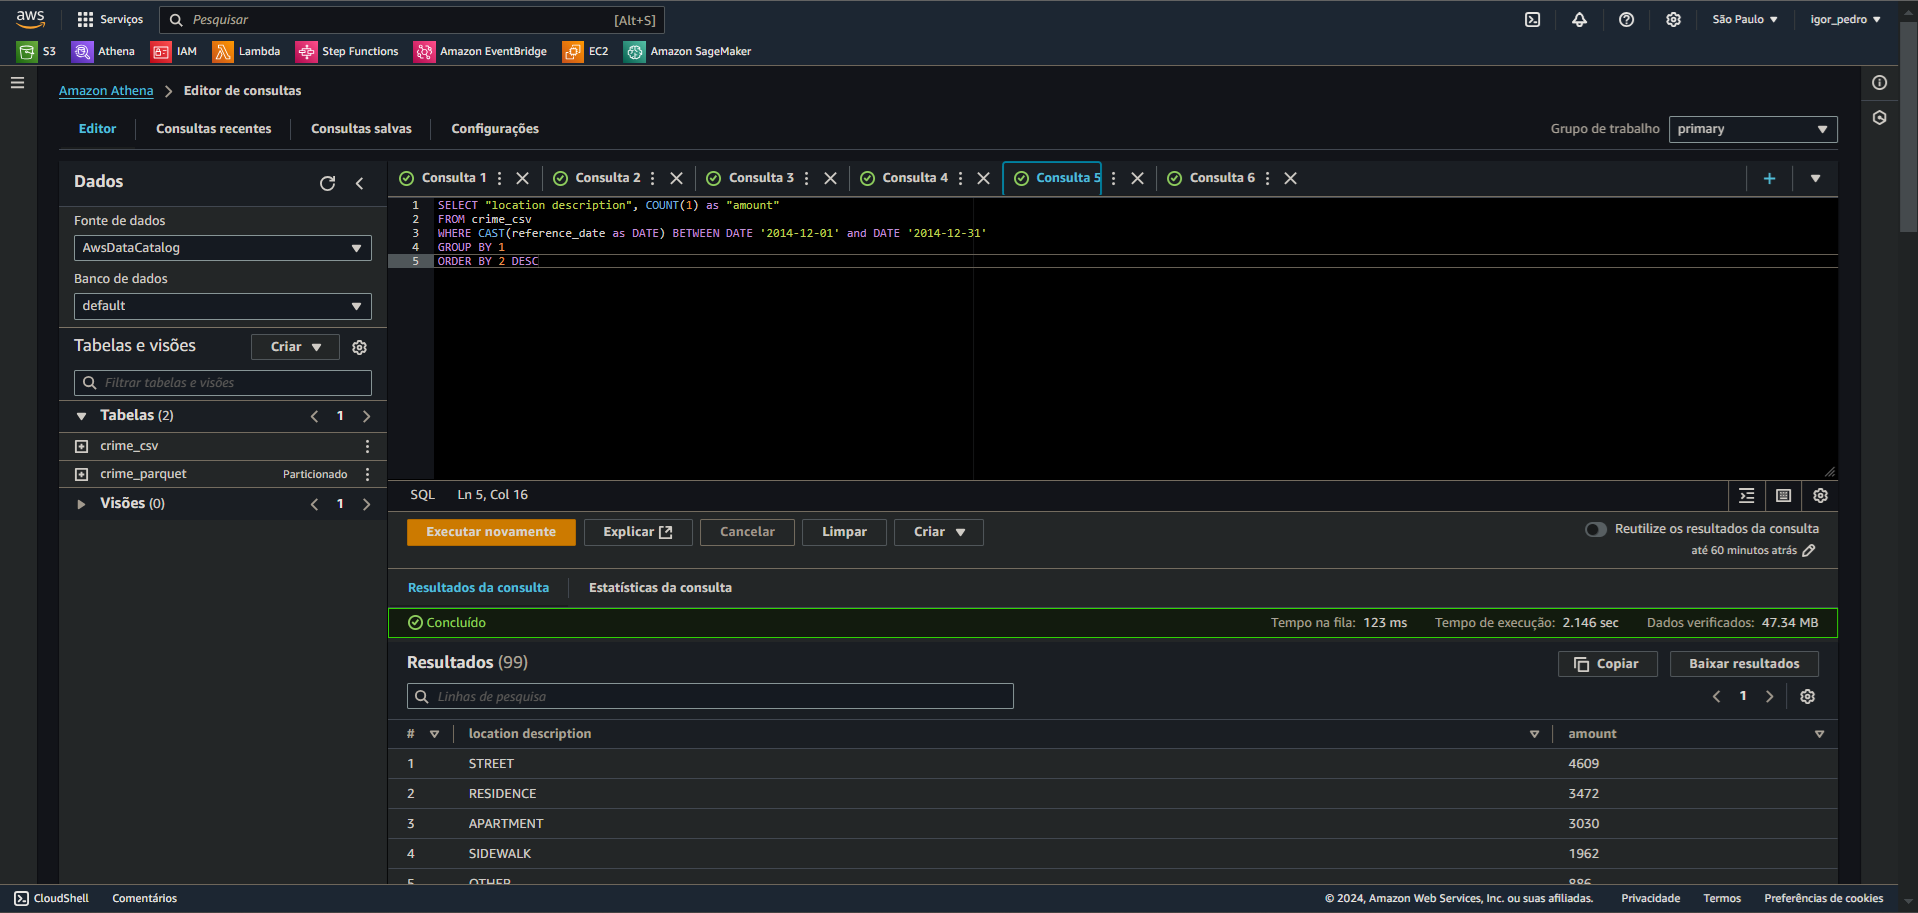 aws
Serviços
Pesquisar
[Alt+S]
São Paulo
igor_pedro
S3
Athena
IAM
Lambda
Step Functions
Amazon EventBridge
EC2
Amazon SageMaker
Amazon Athena > Editor de consultas
Editor
Consultas recentes
Consultas salvas
Configurações
Grupo de trabalho
primary
Dados
Fonte de dados
AwsDataCatalog
Banco de dados
default
Tabelas e visões
Criar
Filtrar tabelas e visões
Tabelas (2)
1
crime_csv
crime_parquet
Particionado
Visões (0)
1
Consulta 1
Consulta 2
Consulta 3
Consulta 4
Consulta 5
Consulta 6
1 SELECT "location description", COUNT(1) as "amount"
2 FROM crime_csv
3 WHERE CAST(reference_date as DATE) BETWEEN DATE '2014-12-01' and DATE '2014-12-31'
4 GROUP BY 1
5 ORDER BY 2 DESC
SQL
Ln 5, Col 16
Executar novamente
Explicar
Cancelar
Limpar
Criar
Reutilize os resultados da consulta
até 60 minutos atrás
Resultados da consulta
Estatísticas da consulta
Concluído
Tempo na fila: 123 ms
Tempo de execução: 2.146 sec
Dados verificados: 47.34 MB
Resultados (99)
Copiar
Baixar resultados
Linhas de pesquisa
1
# location description amount
1 STREET 4609
2 RESIDENCE 3472
3 APARTMENT 3030
4 SIDEWALK 1962
5 OTHER 886
CloudShell
Comentários
© 2024, Amazon Web Services, Inc. ou suas afiliadas.
Privacidade
Termos
Preferências de cookies